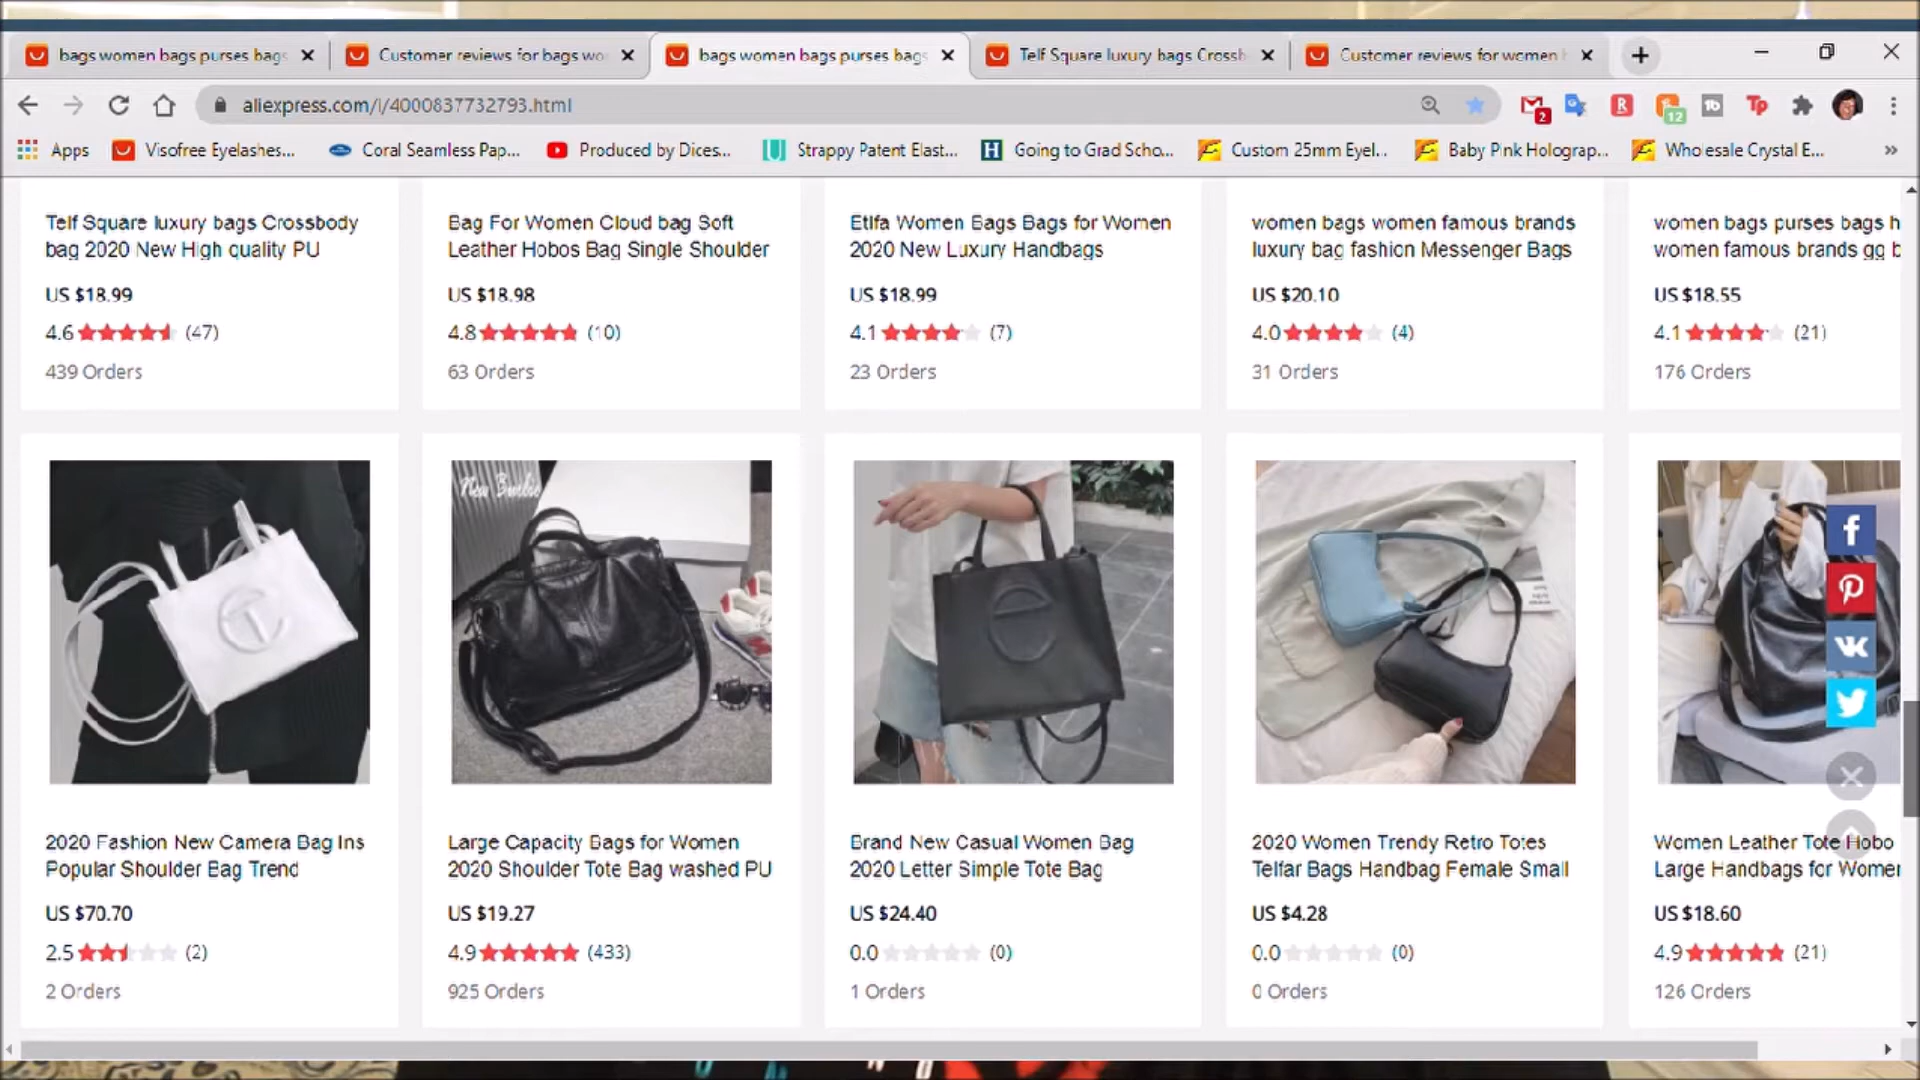 bags women bags purses bags
Customer reviews for bags wo
bags women bags purses bags
Telf Square luxury bags Crossb
Customer reviews for women
aliexpress.com/i/4000837732793.html
2
12
Apps
Visofree Eyelashes...
Coral Seamless Pap...
Produced by Dices...
Strappy Patent Elast...
Going to Grad Scho...
Custom 25mm Eyel...
Baby Pink Holograp...
Wholesale Crystal E...
Telf Square luxury bags Crossbody
bag 2020 New High quality PU
US $18.99
4.6 (47)
439 Orders
Bag For Women Cloud bag Soft
Leather Hobos Bag Single Shoulder
US $18.98
4.8 (10)
63 Orders
Etlfa Women Bags Bags for Women
2020 New Luxury Handbags
US $18.99
4.1 (7)
23 Orders
women bags women famous brands
luxury bag fashion Messenger Bags
US $20.10
4.0 (4)
31 Orders
women bags purses bags h
women famous brands gg b
US $18.55
4.1 (21)
176 Orders
2020 Fashion New Camera Bag Ins
Popular Shoulder Bag Trend
US $70.70
2.5 (2)
2 Orders
Large Capacity Bags for Women
2020 Shoulder Tote Bag washed PU
US $19.27
4.9 (433)
925 Orders
Brand New Casual Women Bag
2020 Letter Simple Tote Bag
US $24.40
0.0 (0)
1 Orders
2020 Women Trendy Retro Totes
Telfar Bags Handbag Female Small
US $4.28
0.0 (0)
0 Orders
Women Leather Tote Hobo
Large Handbags for Women
US $18.60
4.9 (21)
126 Orders